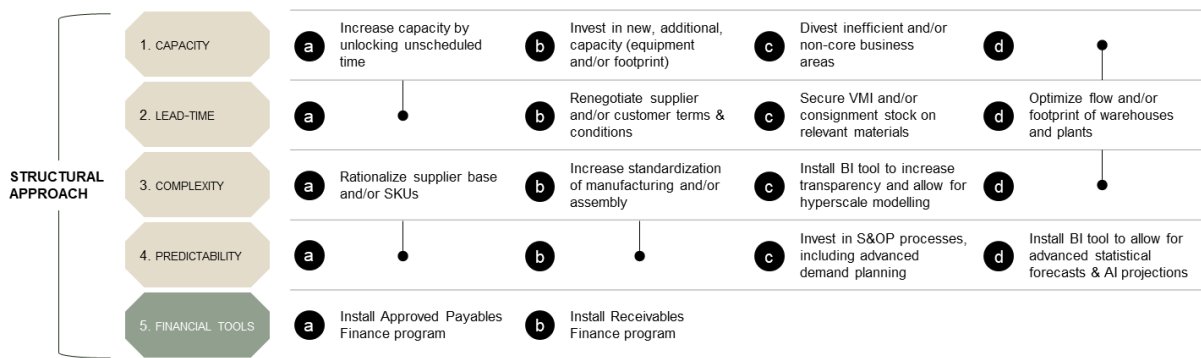 STRUCTURAL
APPROACH
1. CAPACITY
a
Increase capacity by
unlocking unscheduled
time
b
Invest in new, additional,
capacity (equipment
and/or footprint)
c
Divest inefficient and/or
non-core business
areas
d
2. LEAD-TIME
a
b
Renegotiate supplier
and/or customer terms &
conditions
c
Secure VMI and/or
consignment stock on
relevant materials
d
Optimize flow and/or
footprint of warehouses
and plants
3. COMPLEXITY
a
Rationalize supplier base
and/or SKUs
b
Increase standardization
of manufacturing and/or
assembly
c
Install BI tool to increase
transparency and allow for
hyperscale modelling
d
4. PREDICTABILITY
a
b
c
Invest in S&OP processes,
including advanced
demand planning
d
Install BI tool to allow for
advanced statistical
forecasts & AI projections
5. FINANCIAL TOOLS
a
Install Approved Payables
Finance program
b
Install Receivables
Finance program